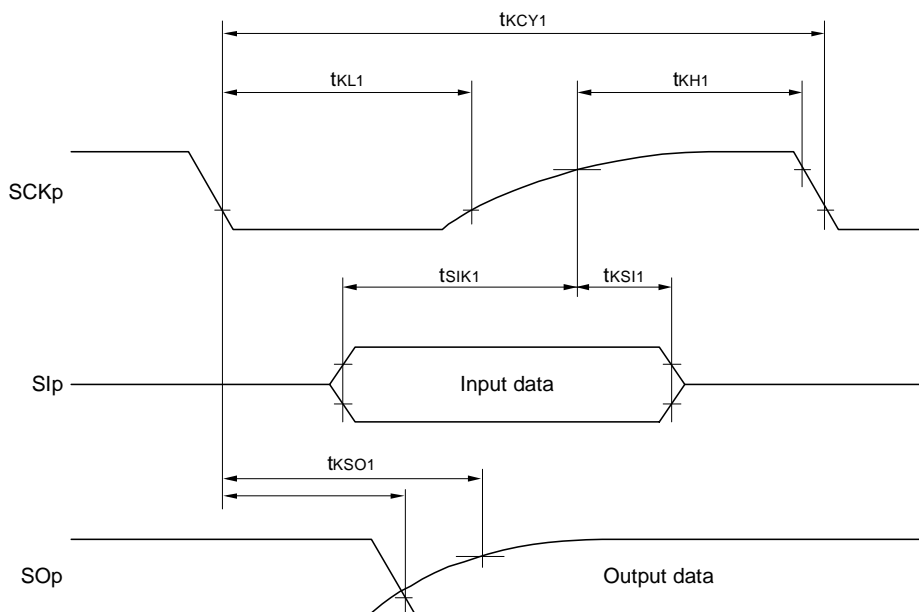 tKCY1
tKL1
tKH1
SCKp
tSIK1
tKSI1
SIp
Input data
tKSO1
SOp
Output data